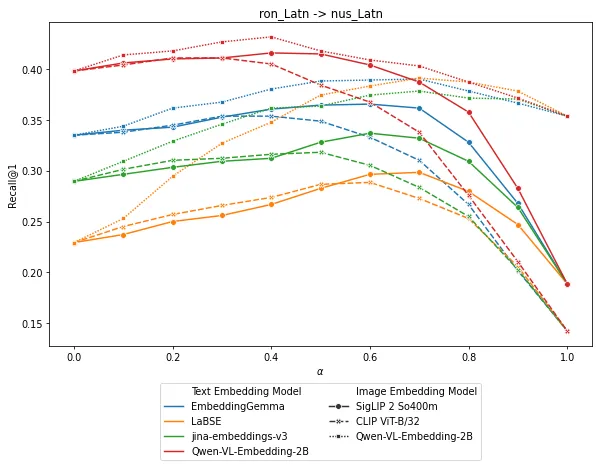 ron_Latn -> nus_Latn
Recall@1
0.40
0.35
0.30
0.25
0.20
0.15
0.0
0.2
0.4
0.6
0.8
1.0
α
Text Embedding Model
EmbeddingGemma
LaBSE
jina-embeddings-v3
Qwen-VL-Embedding-2B
Image Embedding Model
SigLIP 2 So400m
CLIP ViT-B/32
Qwen-VL-Embedding-2B